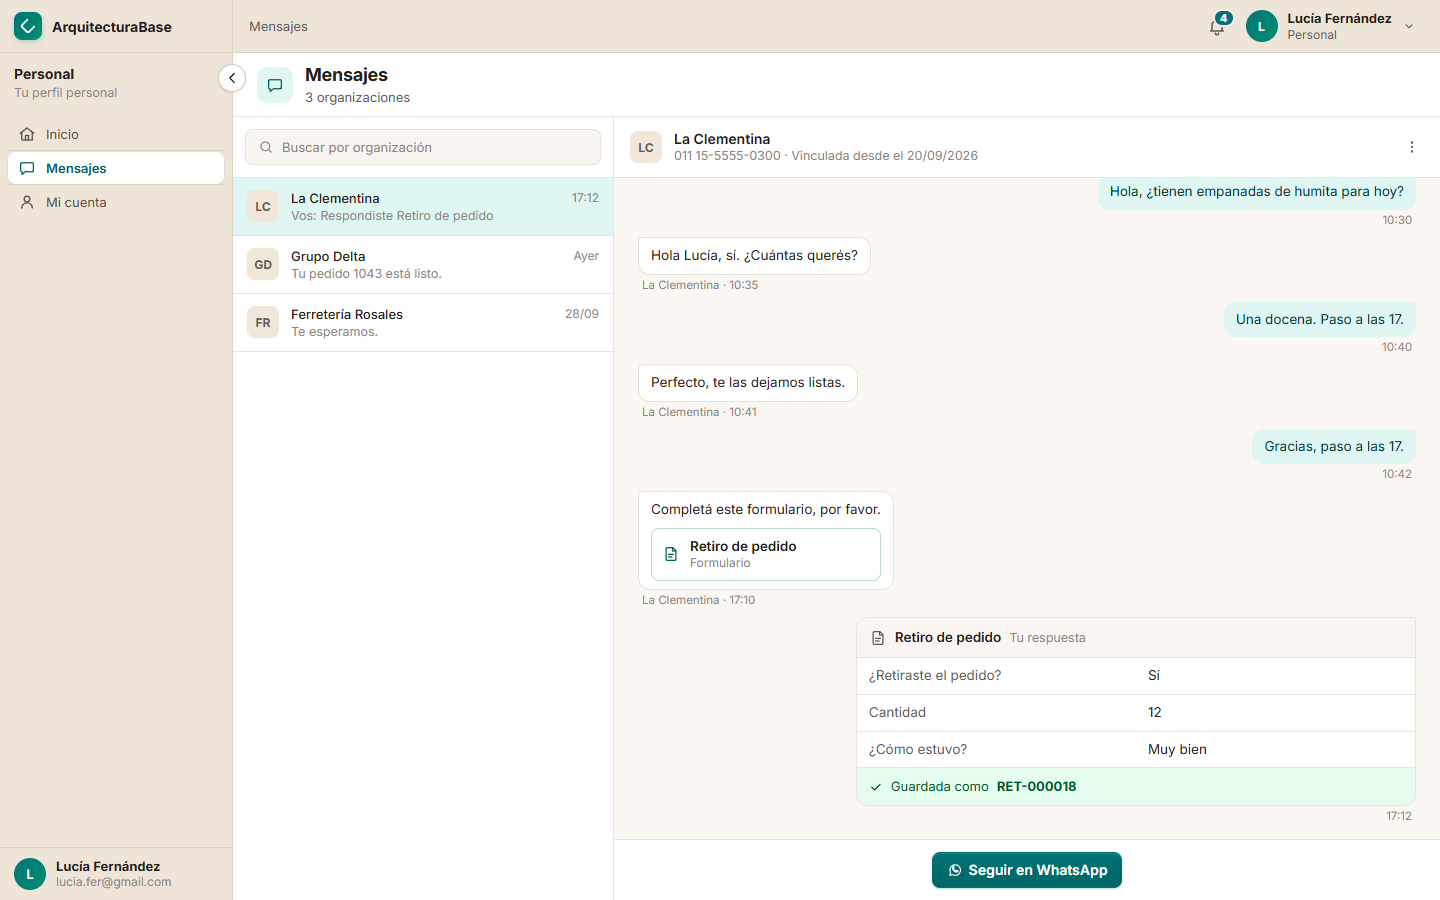 ArquitecturaBase
Personal
Tu perfil personal
Inicio
Mensajes
Mi cuenta
Lucía Fernández
lucia.fer@gmail.com
L
Mensajes
4
L
Lucía Fernández
Personal
Mensajes
3 organizaciones
Buscar por organización
LC
La Clementina
17:12
Vos: Respondiste Retiro de pedido
GD
Grupo Delta
Ayer
Tu pedido 1043 está listo.
FR
Ferretería Rosales
28/09
Te esperamos.
LC
La Clementina
011 15-5555-0300 · Vinculada desde el 20/09/2026
Hola, ¿tienen empanadas de humita para hoy?
10:30
Hola Lucía, sí. ¿Cuántas querés?
La Clementina · 10:35
Una docena. Paso a las 17.
10:40
Perfecto, te las dejamos listas.
La Clementina · 10:41
Gracias, paso a las 17.
10:42
Completá este formulario, por favor.
Retiro de pedido
Formulario
La Clementina · 17:10
Retiro de pedido Tu respuesta
¿Retiraste el pedido? Sí
Cantidad 12
¿Cómo estuvo? Muy bien
Guardada como RET-000018
17:12
Seguir en WhatsApp